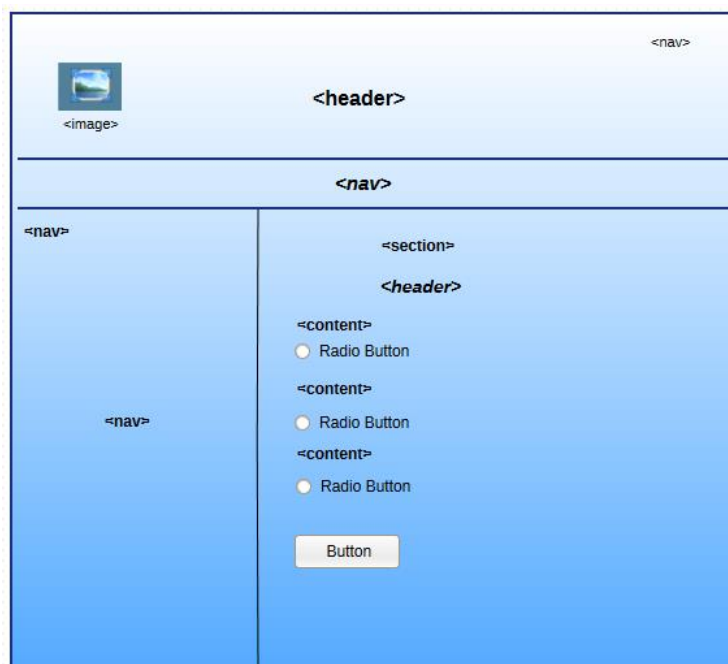 <nav>
<header>
<image>
<nav>
<nav>
<section>
<header>
<content>
Radio Button
<content>
<nav>
Radio Button
<content>
Radio Button
Button